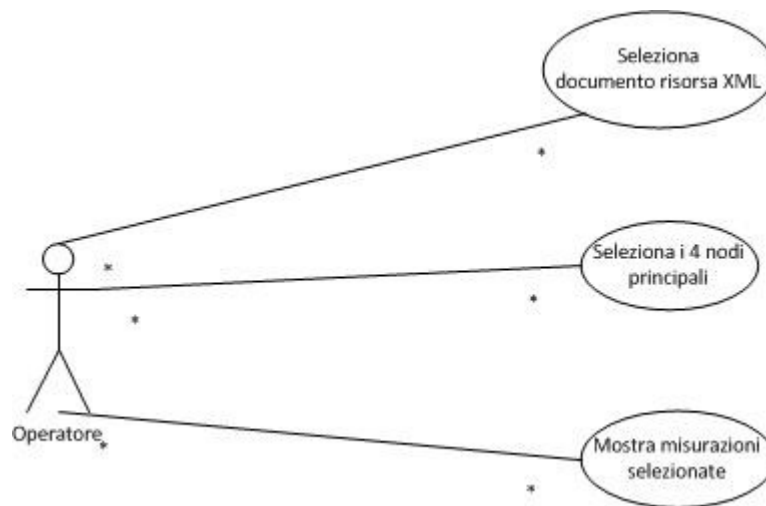 Seleziona
documento risorsa XML
*
Seleziona i 4 nodi
principali
*
*
*
Operatore
*
Mostra misurazioni
selezionate
*